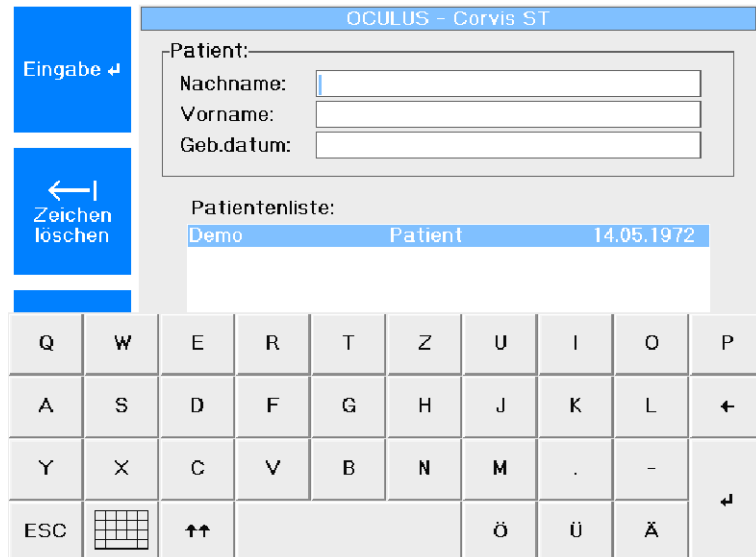 OCULUS - Corvis ST
Eingabe ↵
Patient:
Nachname:
Vorname:
Geb.datum:
Zeichen
löschen
Patientenliste:
Demo Patient 14.05.1972
Q W E R T Z U I O P
A S D F G H J K L ←
Y X C V B N M . -
ESC ↑↑ Ö Ü Ä ↵